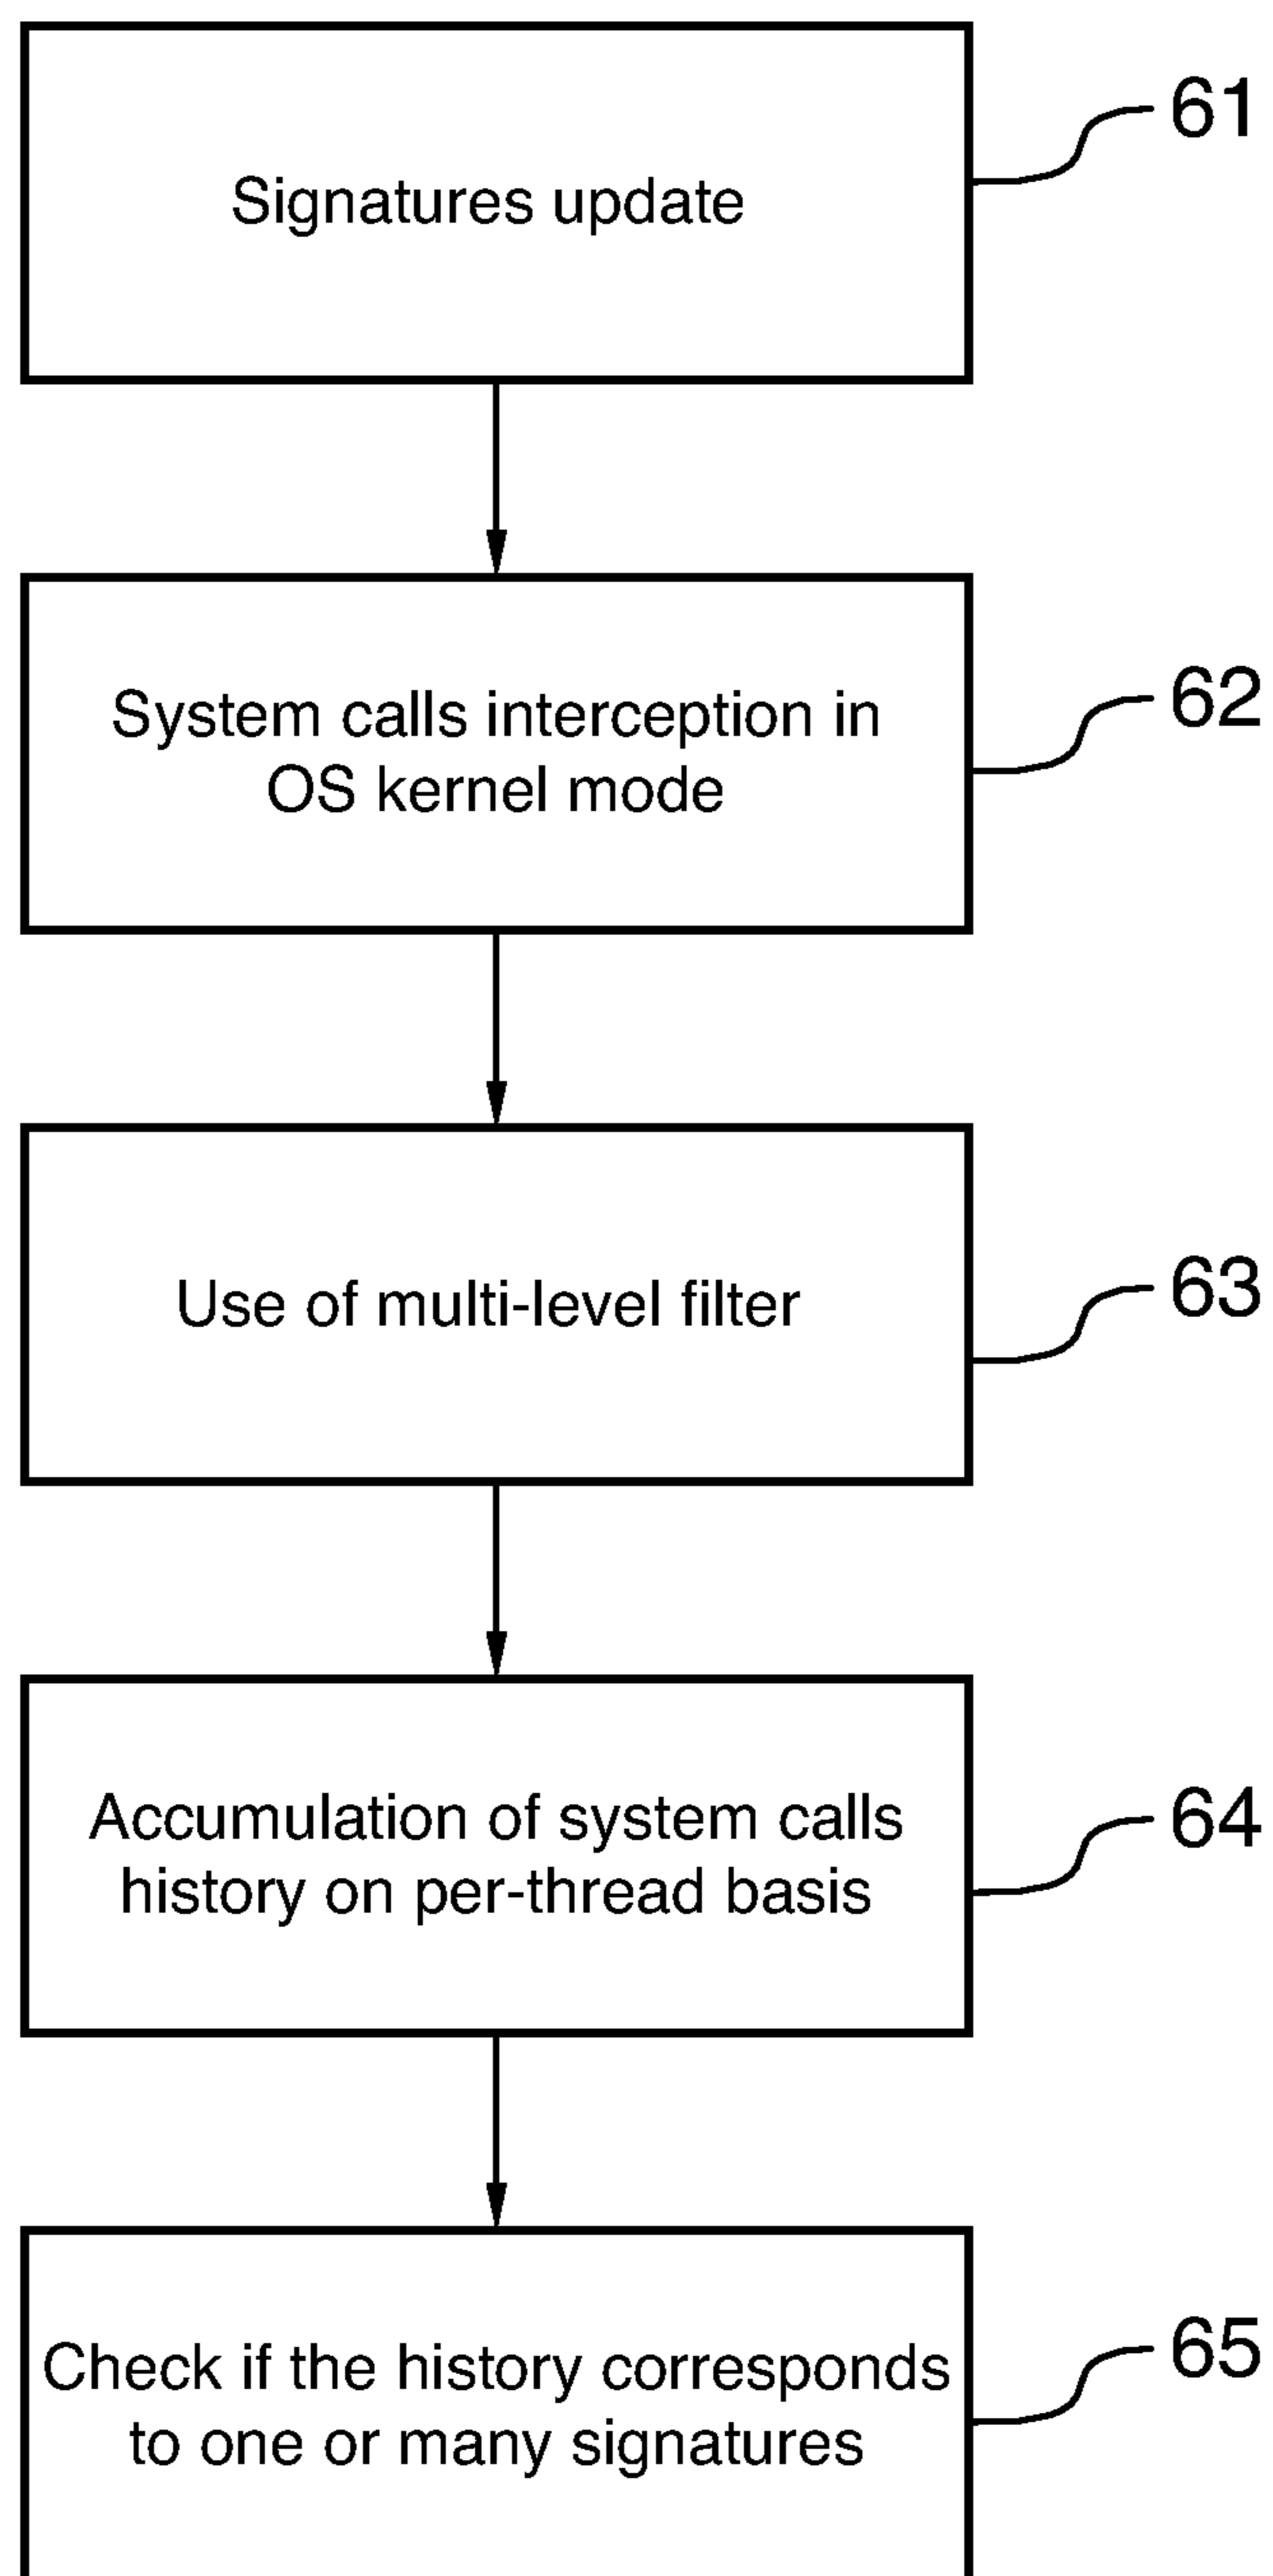 Signatures update
61
System calls interception in
OS kernel mode
62
Use of multi-level filter
63
Accumulation of system calls
history on per-thread basis
64
Check if the history corresponds
to one or many signatures
65